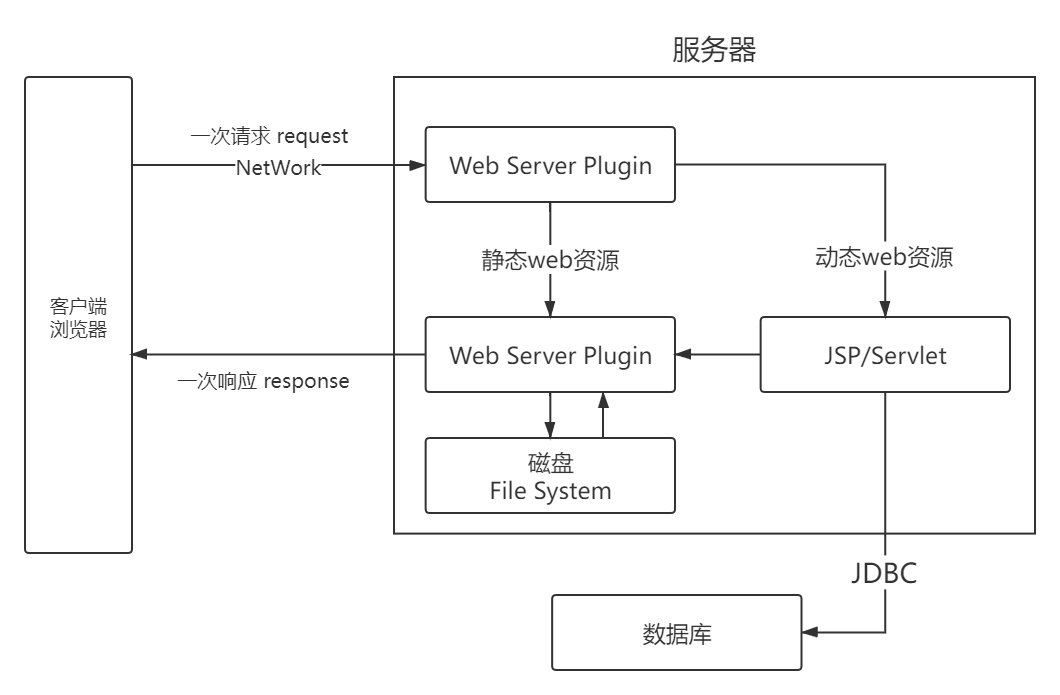 服务器
一次请求 request
NetWork
Web Server Plugin
静态web资源
动态web资源
客户端
浏览器
Web Server Plugin
JSP/Servlet
一次响应 response
磁盘
File System
JDBC
数据库